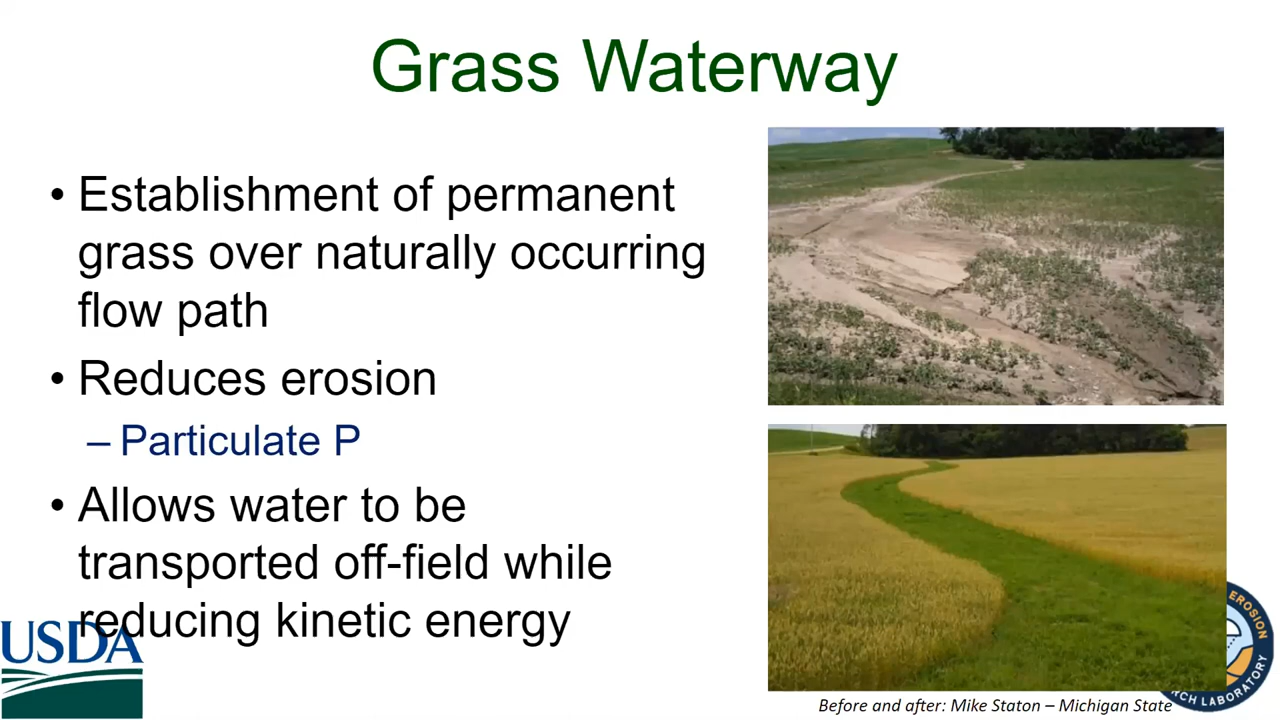 Grass Waterway
• Establishment of permanent
grass over naturally occurring
flow path
• Reduces erosion
– Particulate P
• Allows water to be
transported off-field while
reducing kinetic energy
USDA
EROSION
LABORATORY
Before and after: Mike Staton – Michigan State